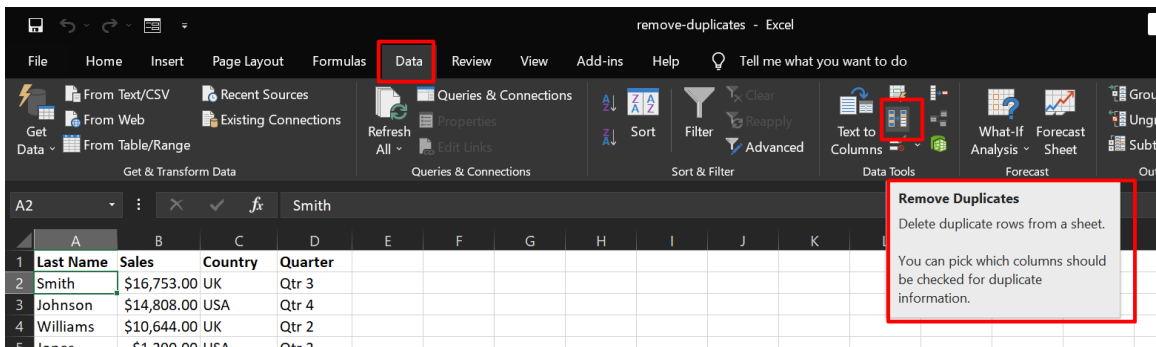 remove-duplicates - Excel
File Home Insert Page Layout Formulas Data Review View Add-ins Help Tell me what you want to do
Get Data
From Text/CSV
From Web
From Table/Range
Recent Sources
Existing Connections
Get & Transform Data
Refresh All
Queries & Connections
Properties
Edit Links
Queries & Connections
Sort
Filter
Clear
Reapply
Advanced
Sort & Filter
Text to Columns
Data Tools
What-If Analysis
Forecast Sheet
Forecast
A2 fx Smith
Remove Duplicates
Delete duplicate rows from a sheet.
You can pick which columns should
be checked for duplicate
information.
A B C D E F G H I J K
1 Last Name Sales Country Quarter
2 Smith $16,753.00 UK Qtr 3
3 Johnson $14,808.00 USA Qtr 4
4 Williams $10,644.00 UK Qtr 2